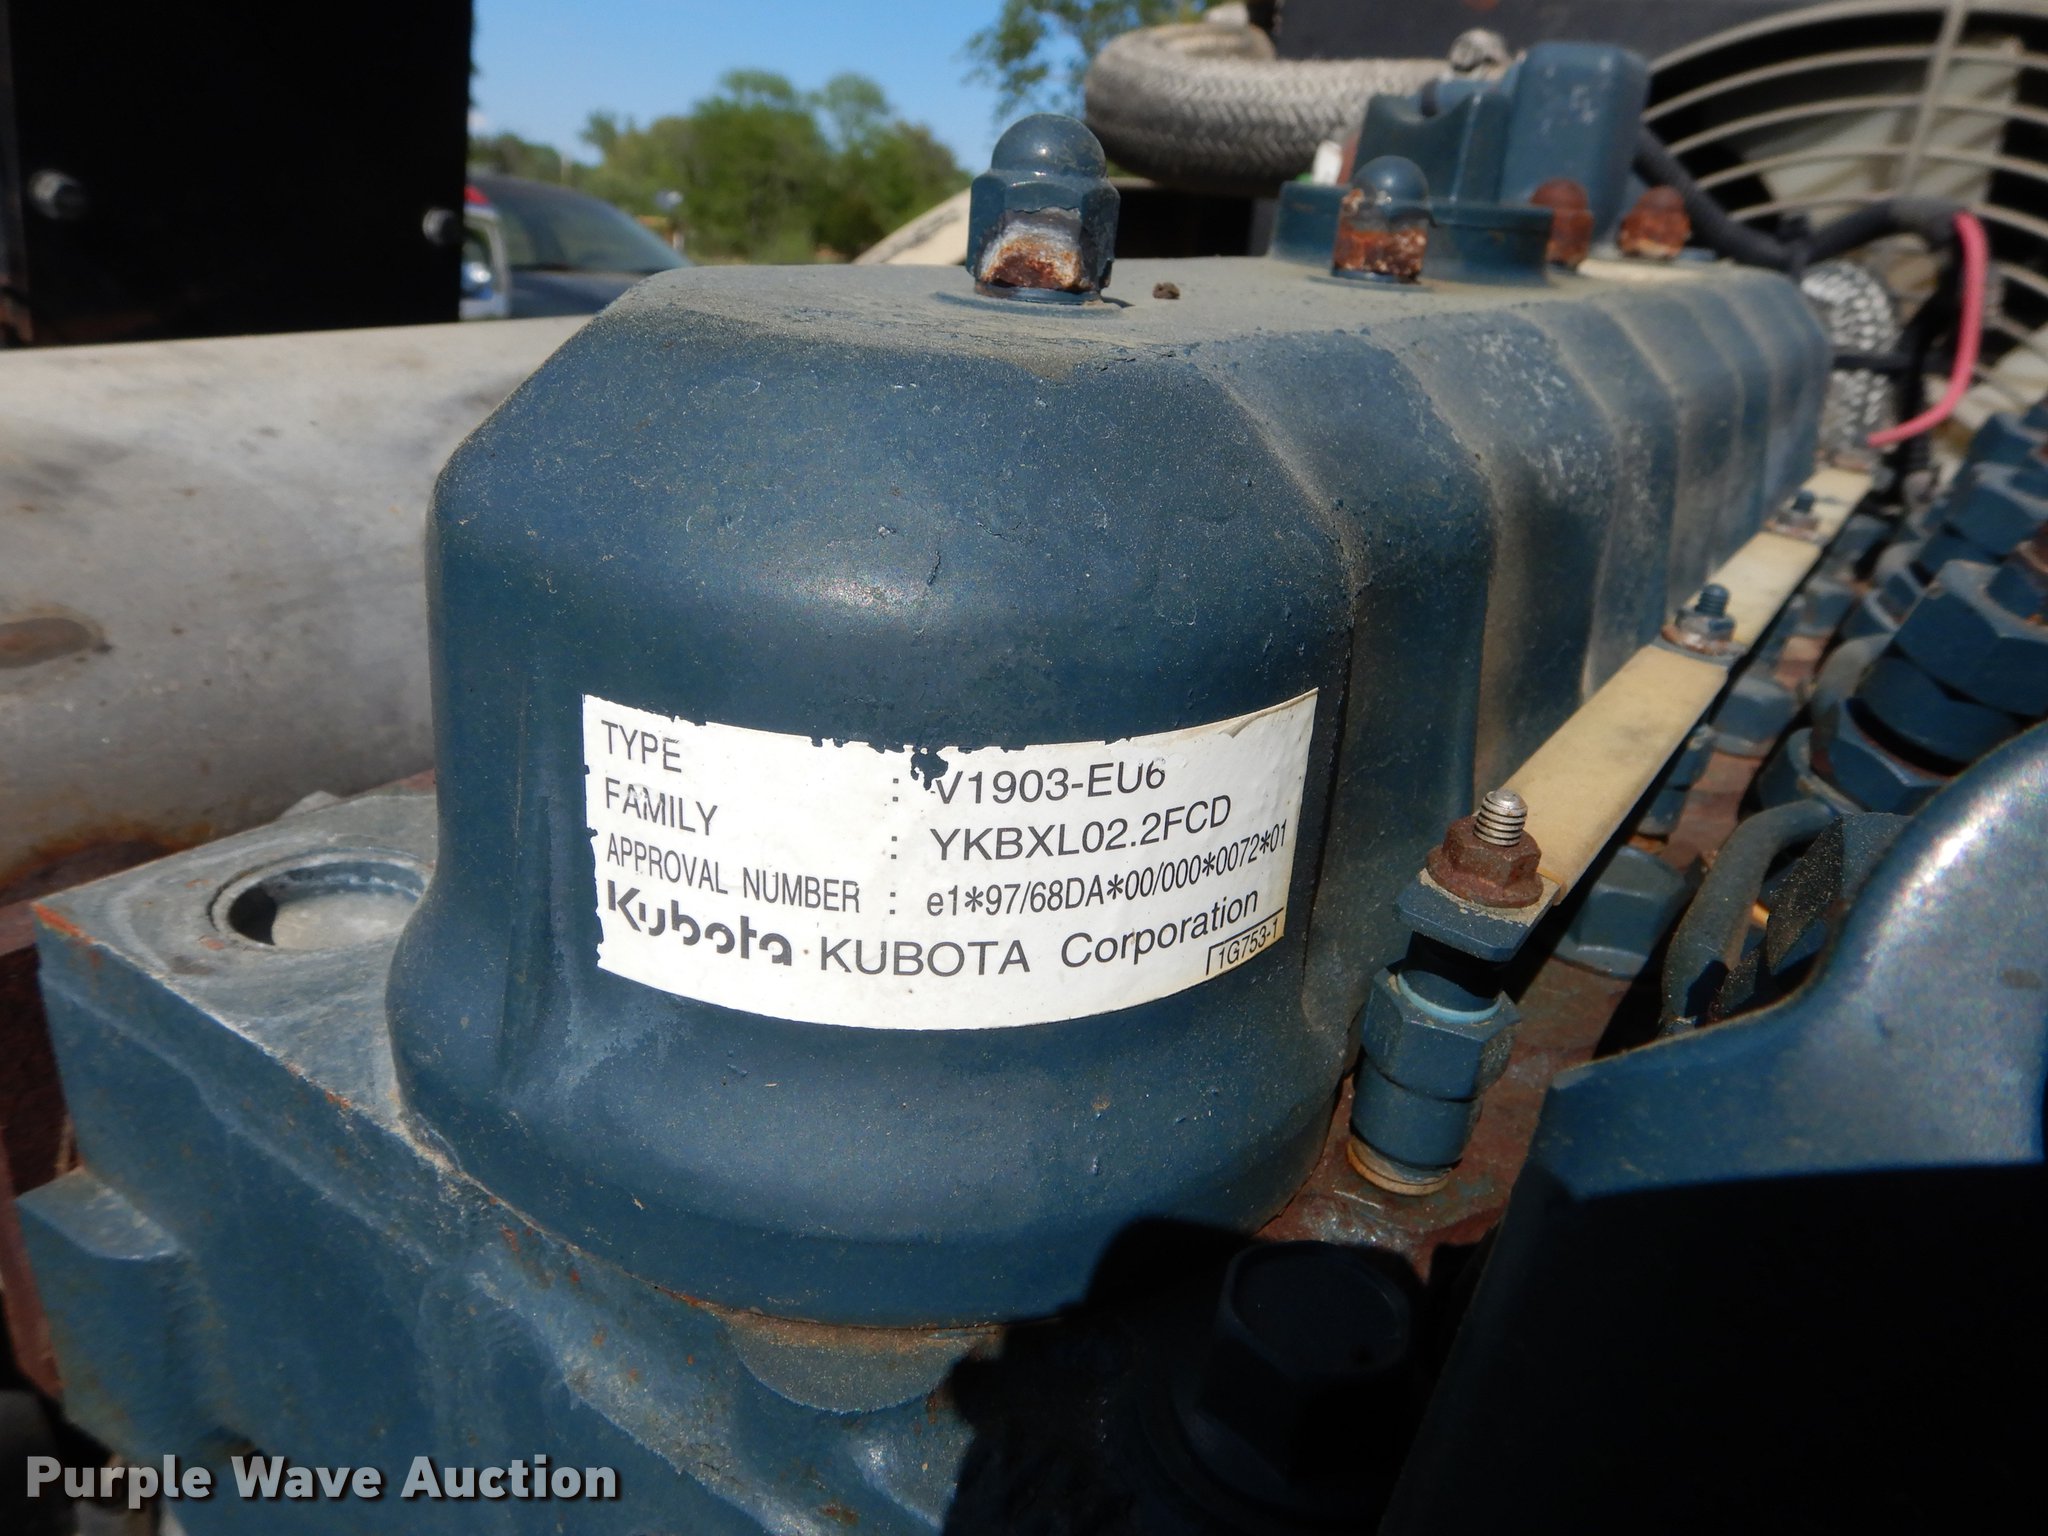 TYPE : V1903-EU6
FAMILY : YKBXL02.2FCD
APPROVAL NUMBER : e1*97/68DA*00/000*0072*01
Kubota KUBOTA Corporation
1G753-1
Purple Wave Auction